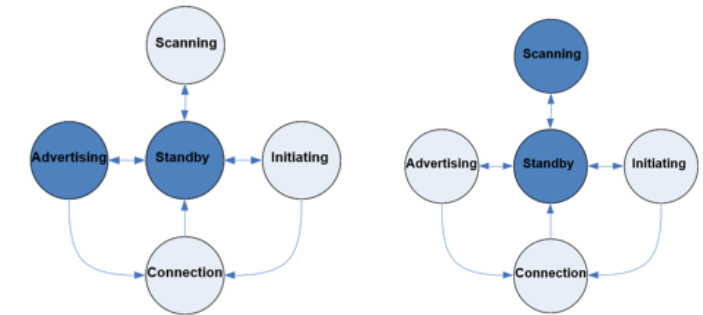 Scanning
Advertising
Standby
Initiating
Connection
Scanning
Advertising
Standby
Initiating
Connection